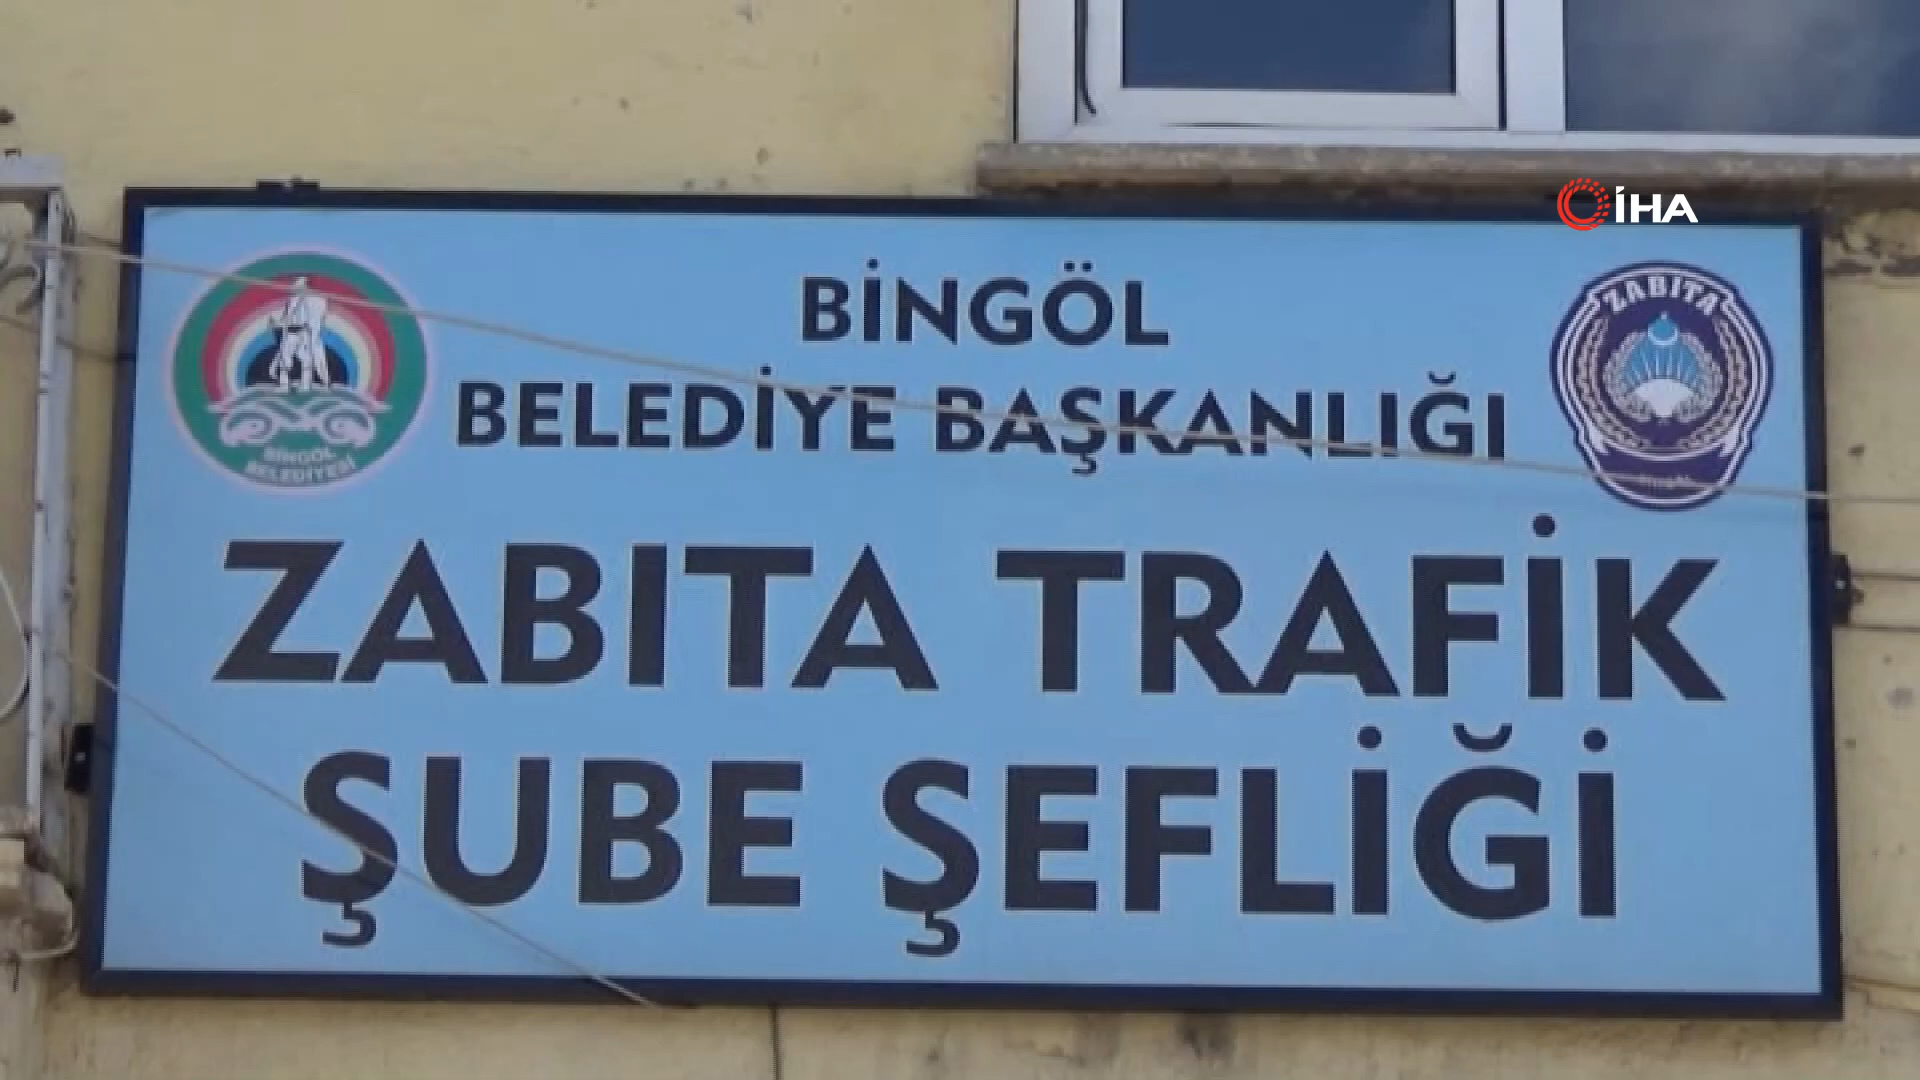 İHA
BİNGÖL
BELEDİYE BAŞKANLIĞI
ZABITA TRAFİK
ŞUBE ŞEFLİĞİ
BİNGÖL
BELEDİYESİ
ZABITA